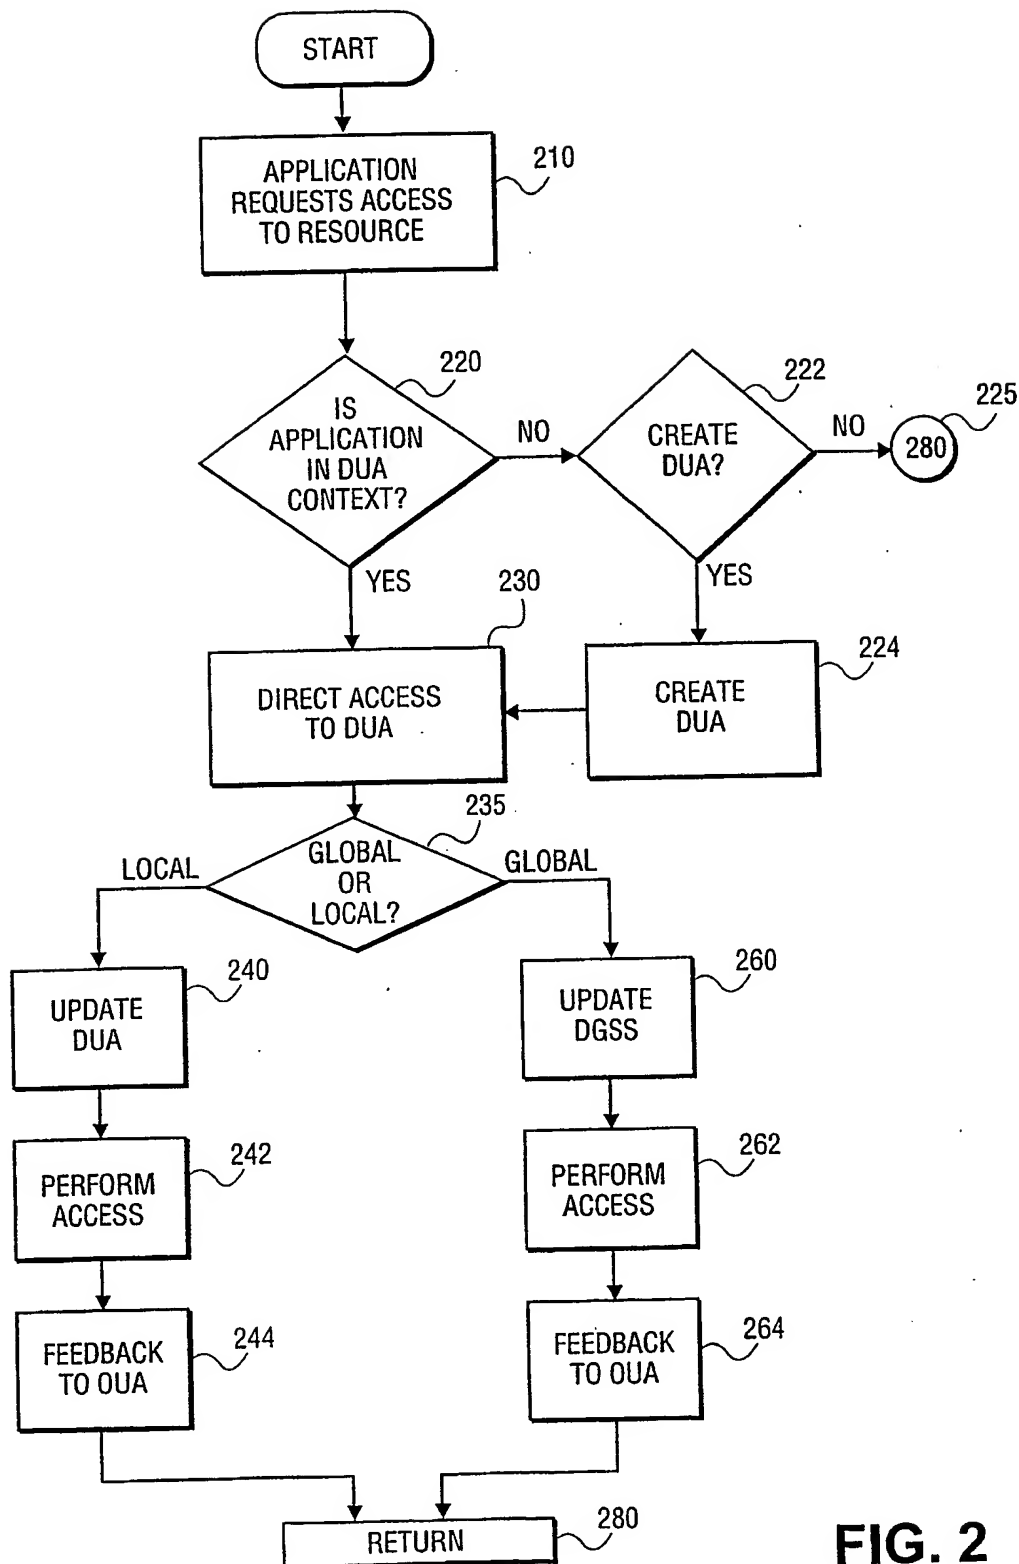 START
APPLICATION
REQUESTS ACCESS
TO RESOURCE
210
IS
APPLICATION
IN DUA
CONTEXT?
220
NO
YES
CREATE
DUA?
222
NO
YES
280
225
DIRECT ACCESS
TO DUA
230
CREATE
DUA
224
GLOBAL
OR
LOCAL?
235
LOCAL
GLOBAL
UPDATE
DUA
240
UPDATE
DGSS
260
PERFORM
ACCESS
242
PERFORM
ACCESS
262
FEEDBACK
TO OUA
244
FEEDBACK
TO OUA
264
RETURN
280
FIG. 2